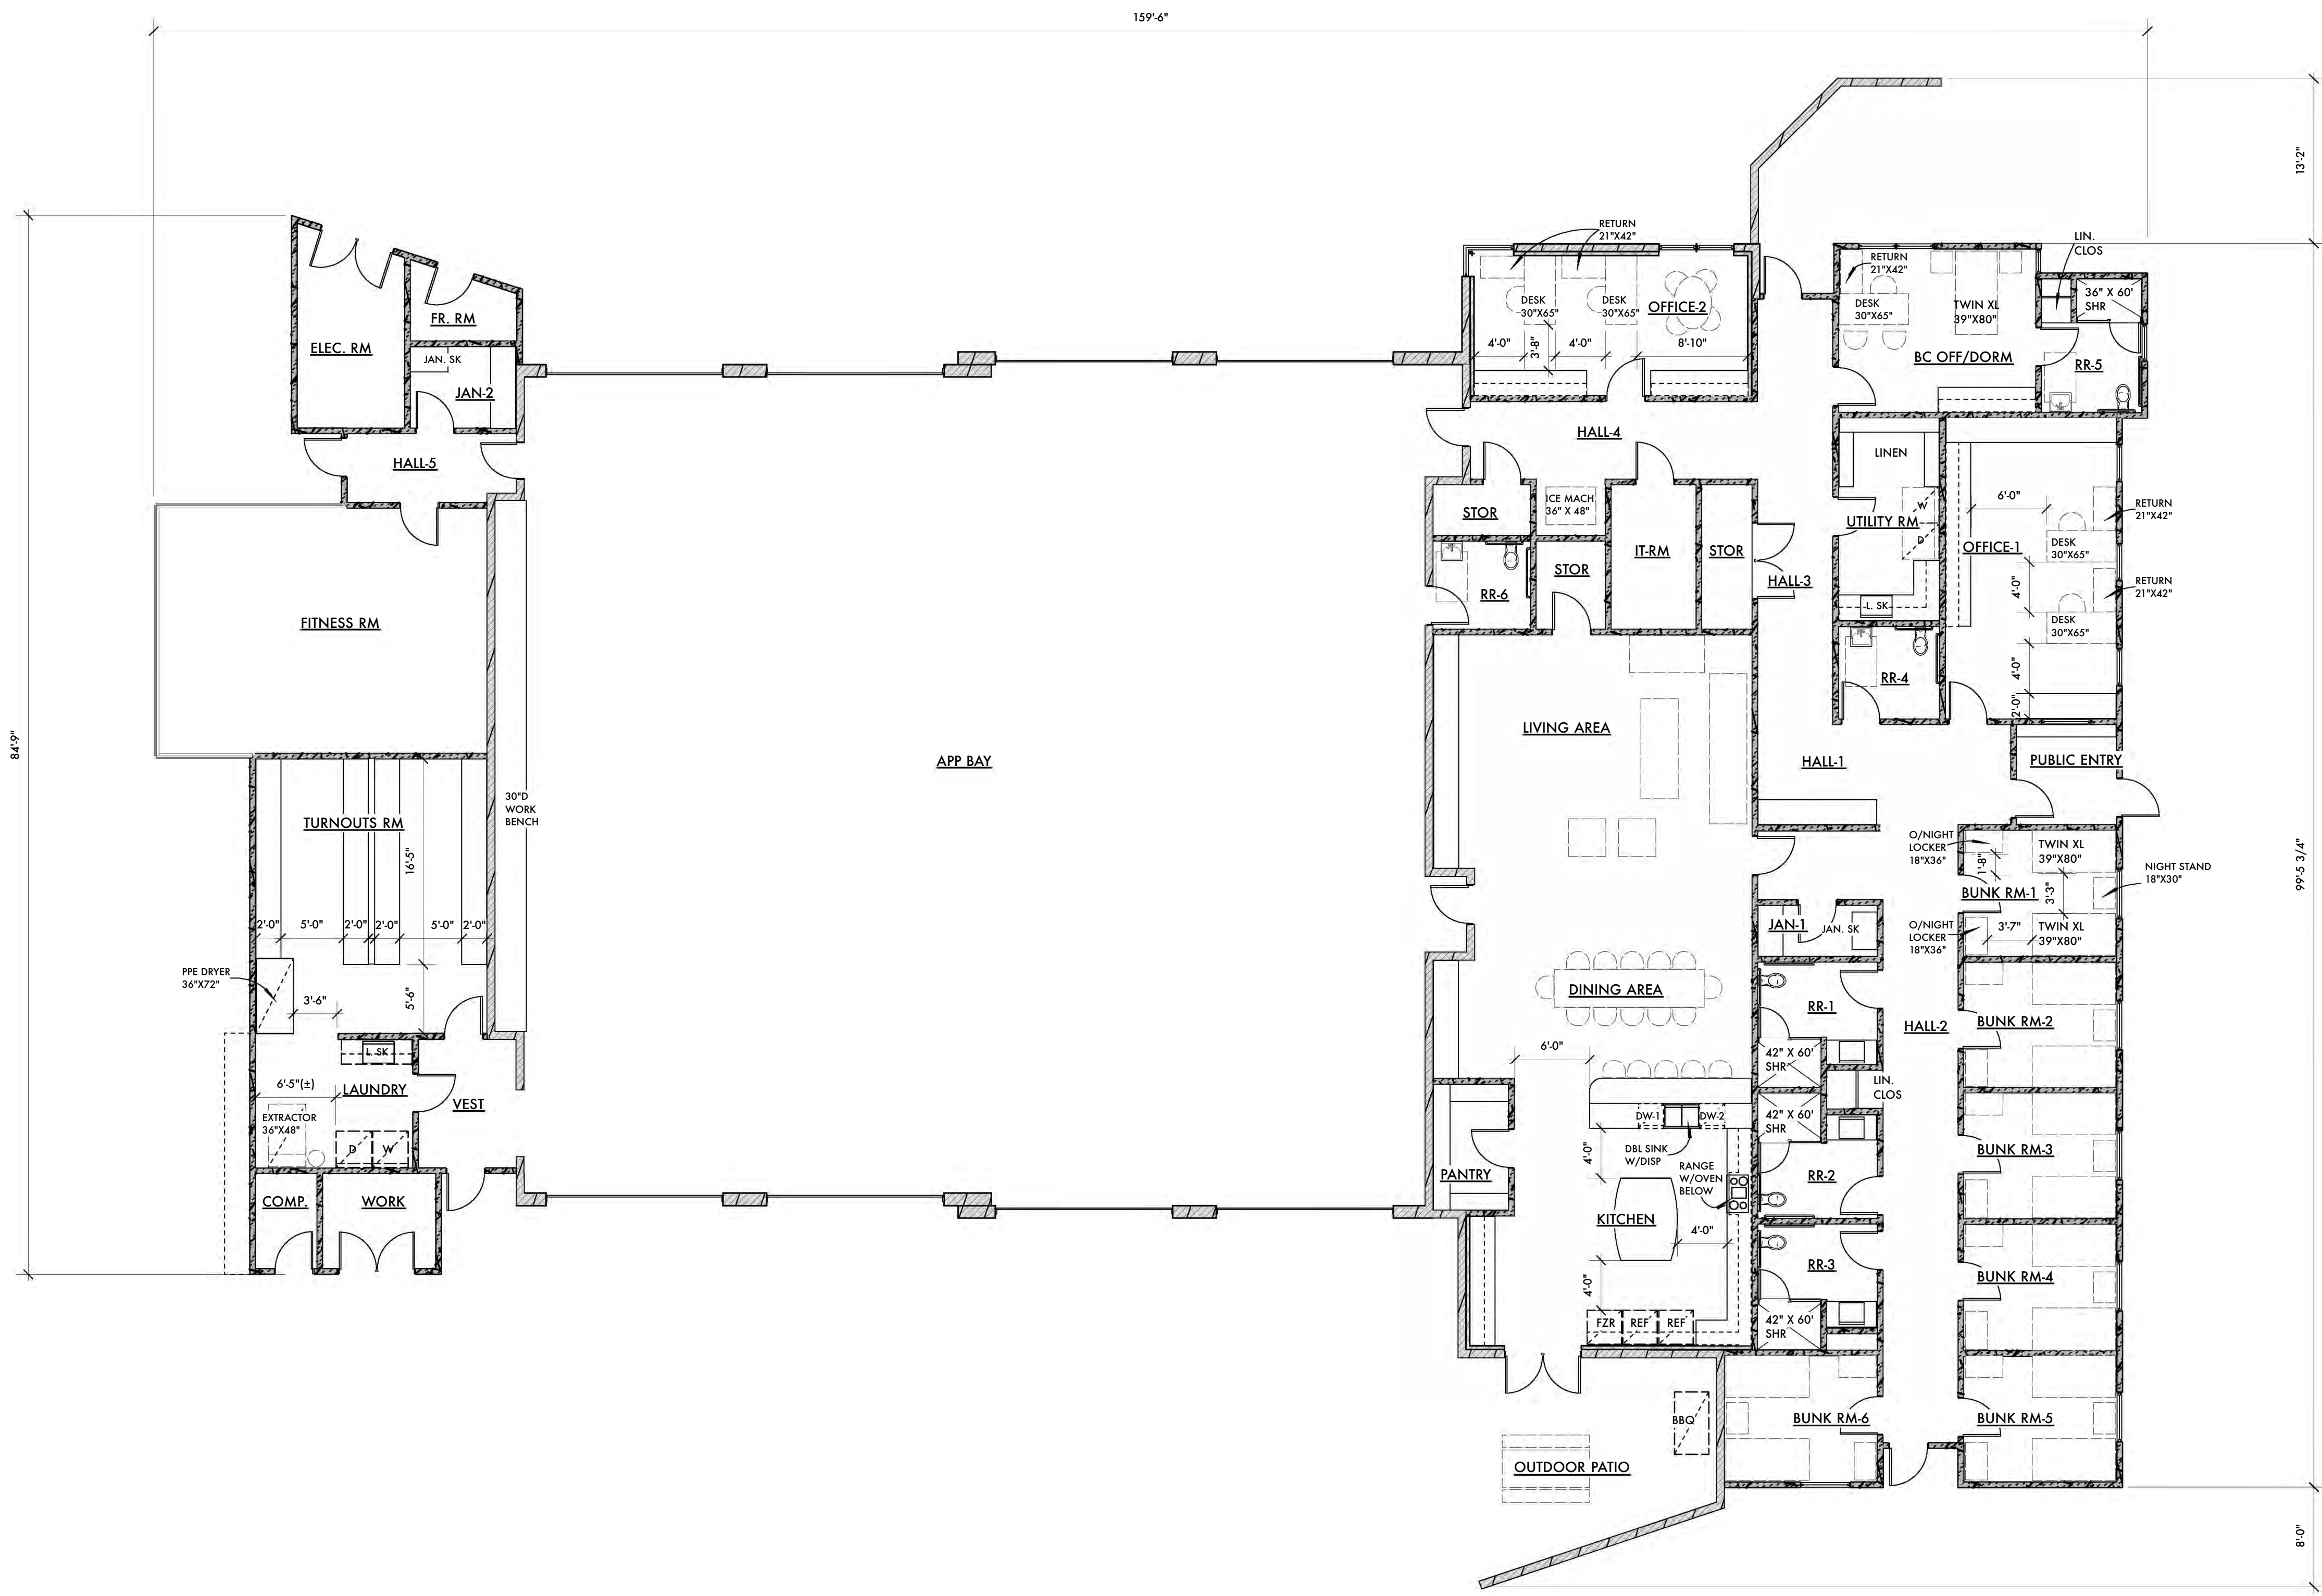 159'-6"
13'-2"
84'-9"
99'-5 3/4"
8'-0"
ELEC. RM
FR. RM
JAN. SK
JAN-2
HALL-5
FITNESS RM
TURNOUTS RM
16'-5"
2'-0"
5'-0"
2'-0"
2'-0"
5'-0"
2'-0"
PPE DRYER
36"X72"
3'-6"
5'-6"
L. SK
6'-5"(±)
LAUNDRY
EXTRACTOR
36"X48"
D
W
VEST
COMP.
WORK
30"D
WORK
BENCH
APP BAY
RETURN
21"X42"
DESK
30"X65"
DESK
30"X65"
OFFICE-2
4'-0"
3'-8"
4'-0"
8'-10"
HALL-4
STOR
ICE MACH
36" X 48"
RR-6
STOR
IT-RM
STOR
HALL-3
RETURN
21"X42"
DESK
30"X65"
TWIN XL
39"X80"
BC OFF/DORM
LIN.
CLOS
36" X 60'
SHR
RR-5
LINEN
W
UTILITY RM
D
L. SK
RR-4
6'-0"
OFFICE-1
RETURN
21"X42"
DESK
30"X65"
4'-0"
RETURN
21"X42"
DESK
30"X65"
4'-0"
2'-0"
LIVING AREA
HALL-1
PUBLIC ENTRY
O/NIGHT
LOCKER
18"X36"
TWIN XL
39"X80"
1'-8"
BUNK RM-1
3'-3"
NIGHT STAND
18"X30"
O/NIGHT
LOCKER
18"X36"
3'-7"
TWIN XL
39"X80"
JAN-1
JAN. SK
DINING AREA
RR-1
HALL-2
BUNK RM-2
6'-0"
42" X 60'
SHR
LIN.
CLOS
42" X 60'
SHR
DW-1
DW-2
DBL SINK
W/DISP
4'-0"
RANGE
W/OVEN
BELOW
PANTRY
RR-2
BUNK RM-3
KITCHEN
4'-0"
4'-0"
RR-3
BUNK RM-4
FZR
REF
REF
42" X 60'
SHR
BBQ
BUNK RM-6
BUNK RM-5
OUTDOOR PATIO